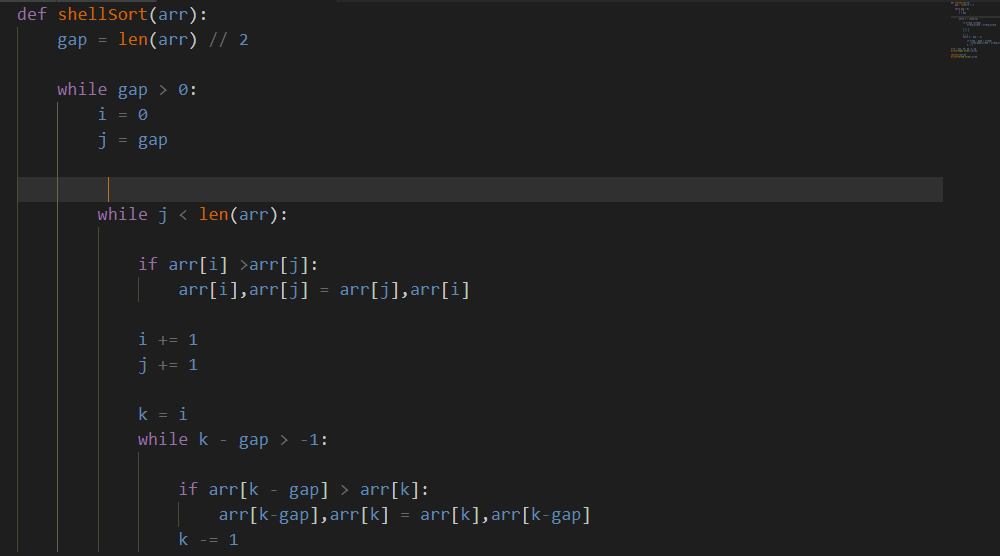 def shellSort(arr):
    gap = len(arr) // 2
    while gap > 0:
        i = 0
        j = gap
        while j < len(arr):
            if arr[i] >arr[j]:
                arr[i],arr[j] = arr[j],arr[i]
            i += 1
            j += 1
            k = i
            while k - gap > -1:
                if arr[k - gap] > arr[k]:
                    arr[k-gap],arr[k] = arr[k],arr[k-gap]
                k -= 1